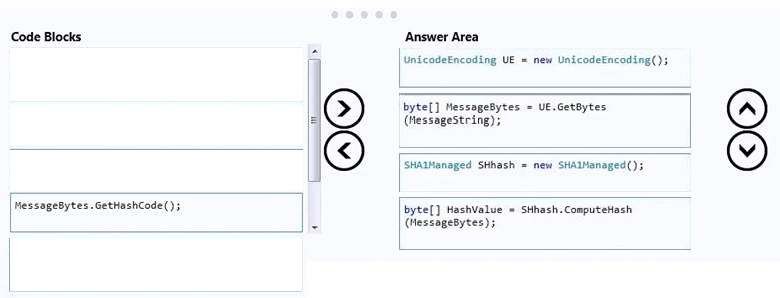 Code Blocks
MessageBytes.GetHashCode();
Answer Area
UnicodeEncoding UE = new UnicodeEncoding();
byte[] MessageBytes = UE.GetBytes
(MessageString);
SHA1Managed SHhash = new SHA1Managed();
byte[] HashValue = SHhash.ComputeHash
(MessageBytes);